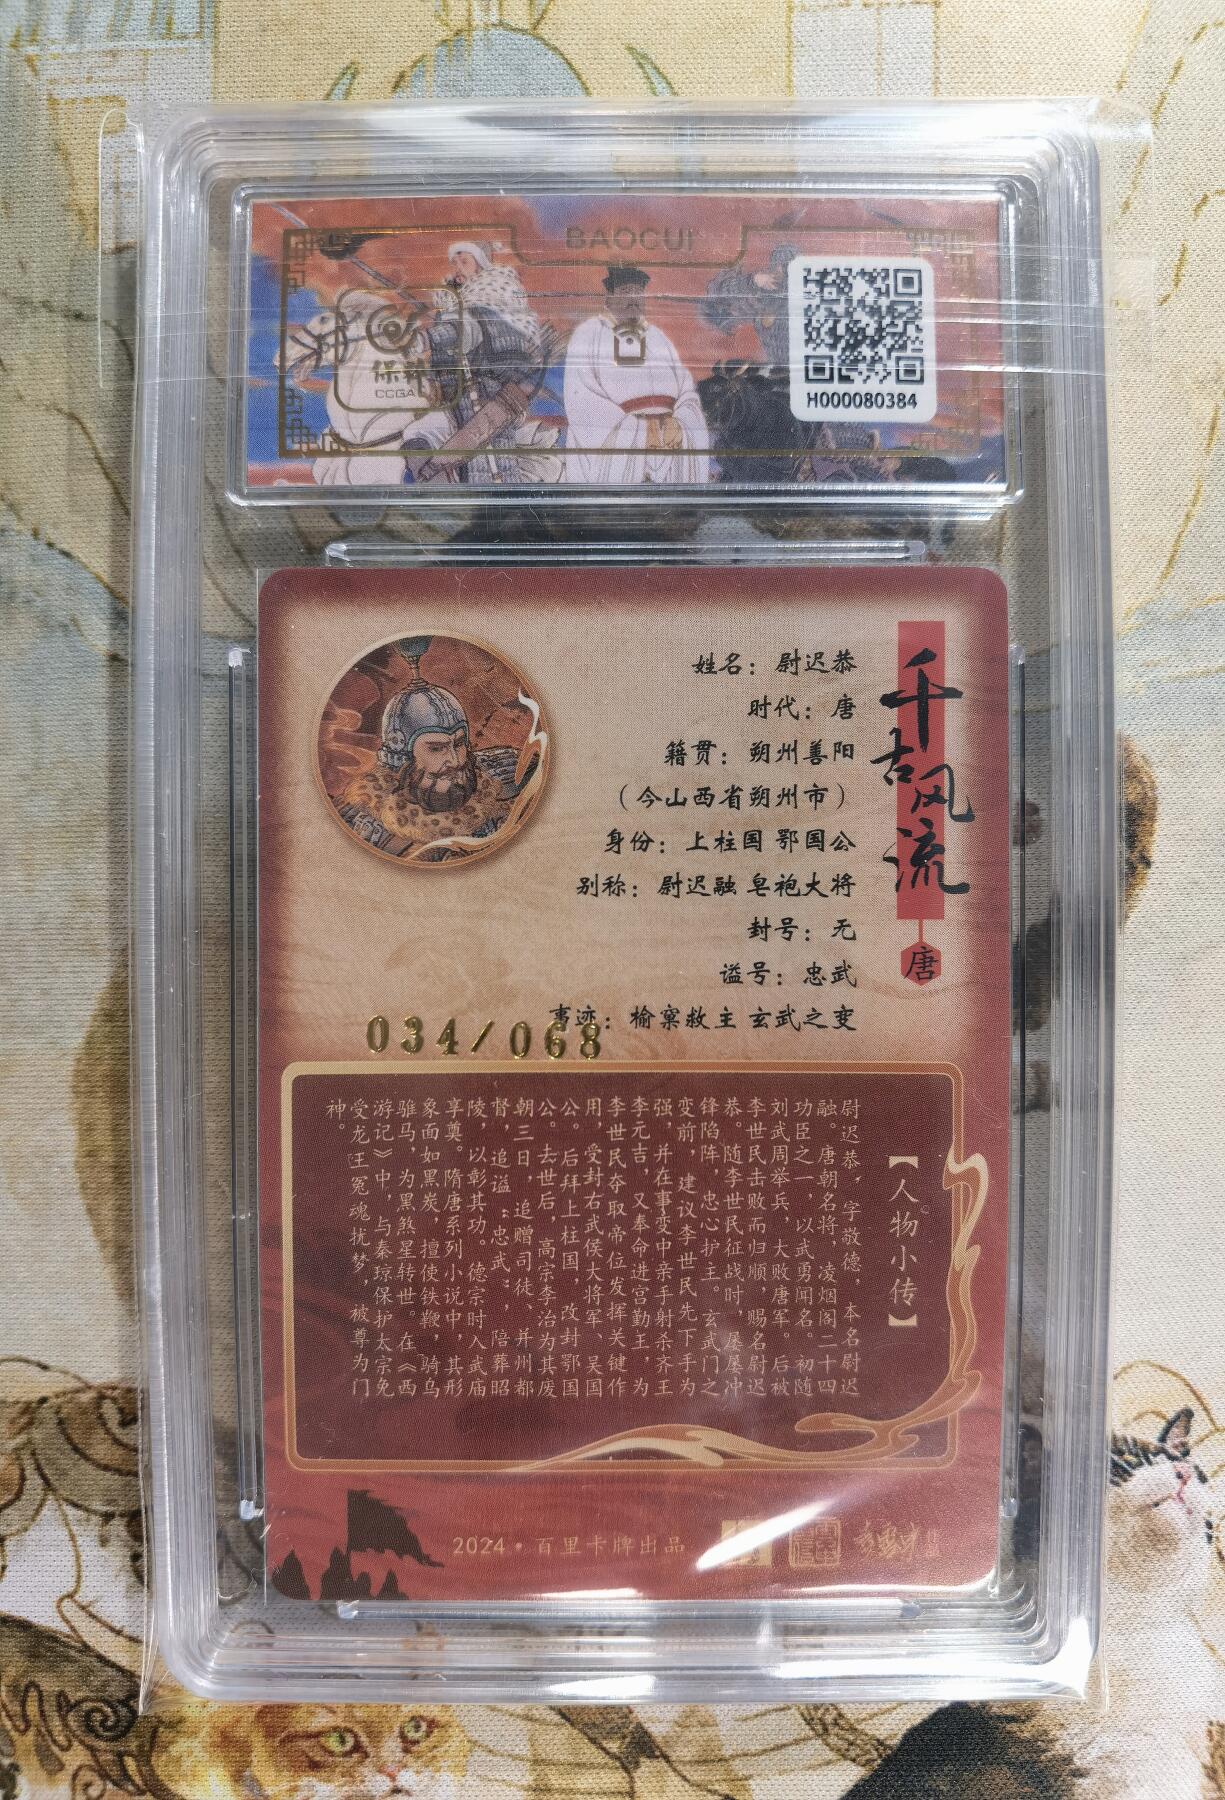 BAOCUI
保粹
CCGA
H000080384
千古风流
唐
姓名：尉迟恭
时代：唐
籍贯：朔州善阳
（今山西省朔州市）
身份：上柱国 鄂国公
别称：尉迟融 皂袍大将
封号：无
谥号：忠武
事迹：榆窠救主 玄武之变
034/068
【人物小传】
尉迟恭，字敬德，本名尉迟
融。唐朝名将，凌烟阁二十四
功臣之一，以武勇闻名。初随
刘武周举兵，大败唐军。后被
李世民击败而归顺，赐名尉迟
恭。随李世民征战时，屡屡冲
锋陷阵，忠心护主。玄武门之
变前，建议李世民先下手为
强，并在事变中亲手射杀齐王
李元吉，又奉命进宫勤王，为
李世民夺取帝位发挥关键作
用，受封右武侯大将军、吴国
公。后拜上柱国，改封鄂国
公。去世后，高宗李治为其废
朝三日，追赠司徒、并州都
督，追谥“忠武”，陪葬昭
陵，以彰其功。德宗时入武庙
享奠。隋唐系列小说中，其形
象面如黑炭，擅使铁鞭，骑乌
骓马，为黑煞星转世。在《西
游记》中，与秦琼保护太宗免
受龙王冤魂扰梦，被尊为门
神。
2024·百里卡牌出品